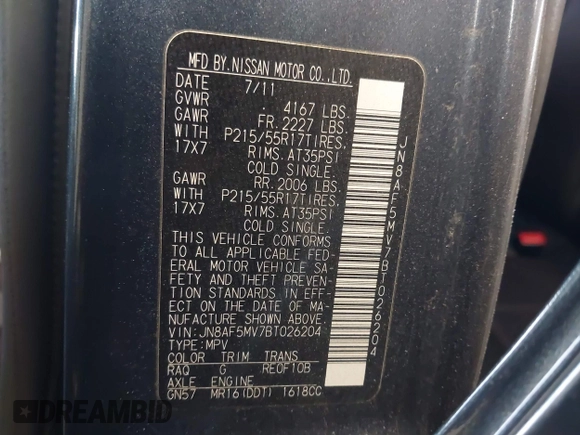 MFD BY.NISSAN MOTOR CO.,LTD.
DATE 7/11
GVWR 4167 LBS.
GAWR FR. 2227 LBS.
WITH P215/55R17TIRES,
17X7 RIMS. AT35PSI
COLD SINGLE.
GAWR RR. 2006 LBS.
WITH P215/55R17TIRES,
17X7 RIMS. AT35PSI
COLD SINGLE.
THIS VEHICLE CONFORMS
TO ALL APPLICABLE FED-
ERAL MOTOR VEHICLE SA-
FETY AND THEFT PREVEN-
TION STANDARDS IN EFF-
ECT ON THE DATE OF MA-
NUFACTURE SHOWN ABOVE.
VIN:JN8AF5MV7BT026204
TYPE:MPV
COLOR TRIM TRANS
RAQ G REOF10B
AXLE ENGINE
GN57 MR16(DDT) 1618CC
JN8AF5MV7BT026204
DREAMBID